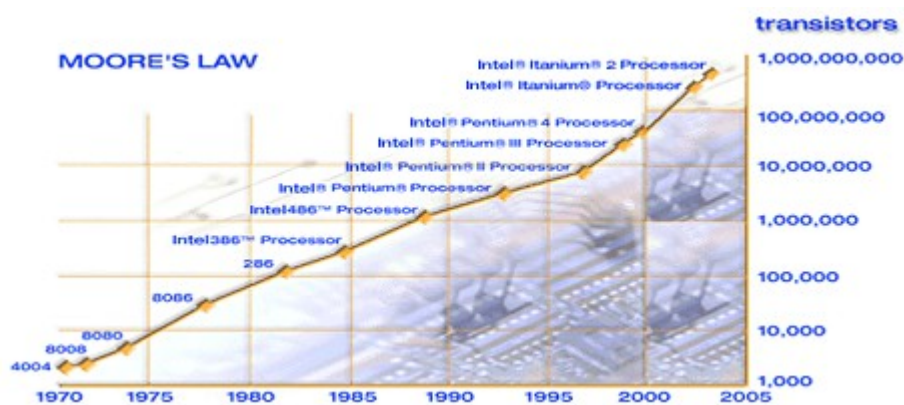 transistors
MOORE'S LAW
Intel® Itanium® 2 Processor
1,000,000,000
Intel® Itanium® Processor
Intel® Pentium® 4 Processor
100,000,000
Intel® Pentium® III Processor
Intel® Pentium® II Processor
10,000,000
Intel® Pentium® Processor
Intel486™ Processor
1,000,000
Intel386™ Processor
286
100,000
8086
8080
10,000
8008
4004
1,000
1970 1975 1980 1985 1990 1995 2000 2005